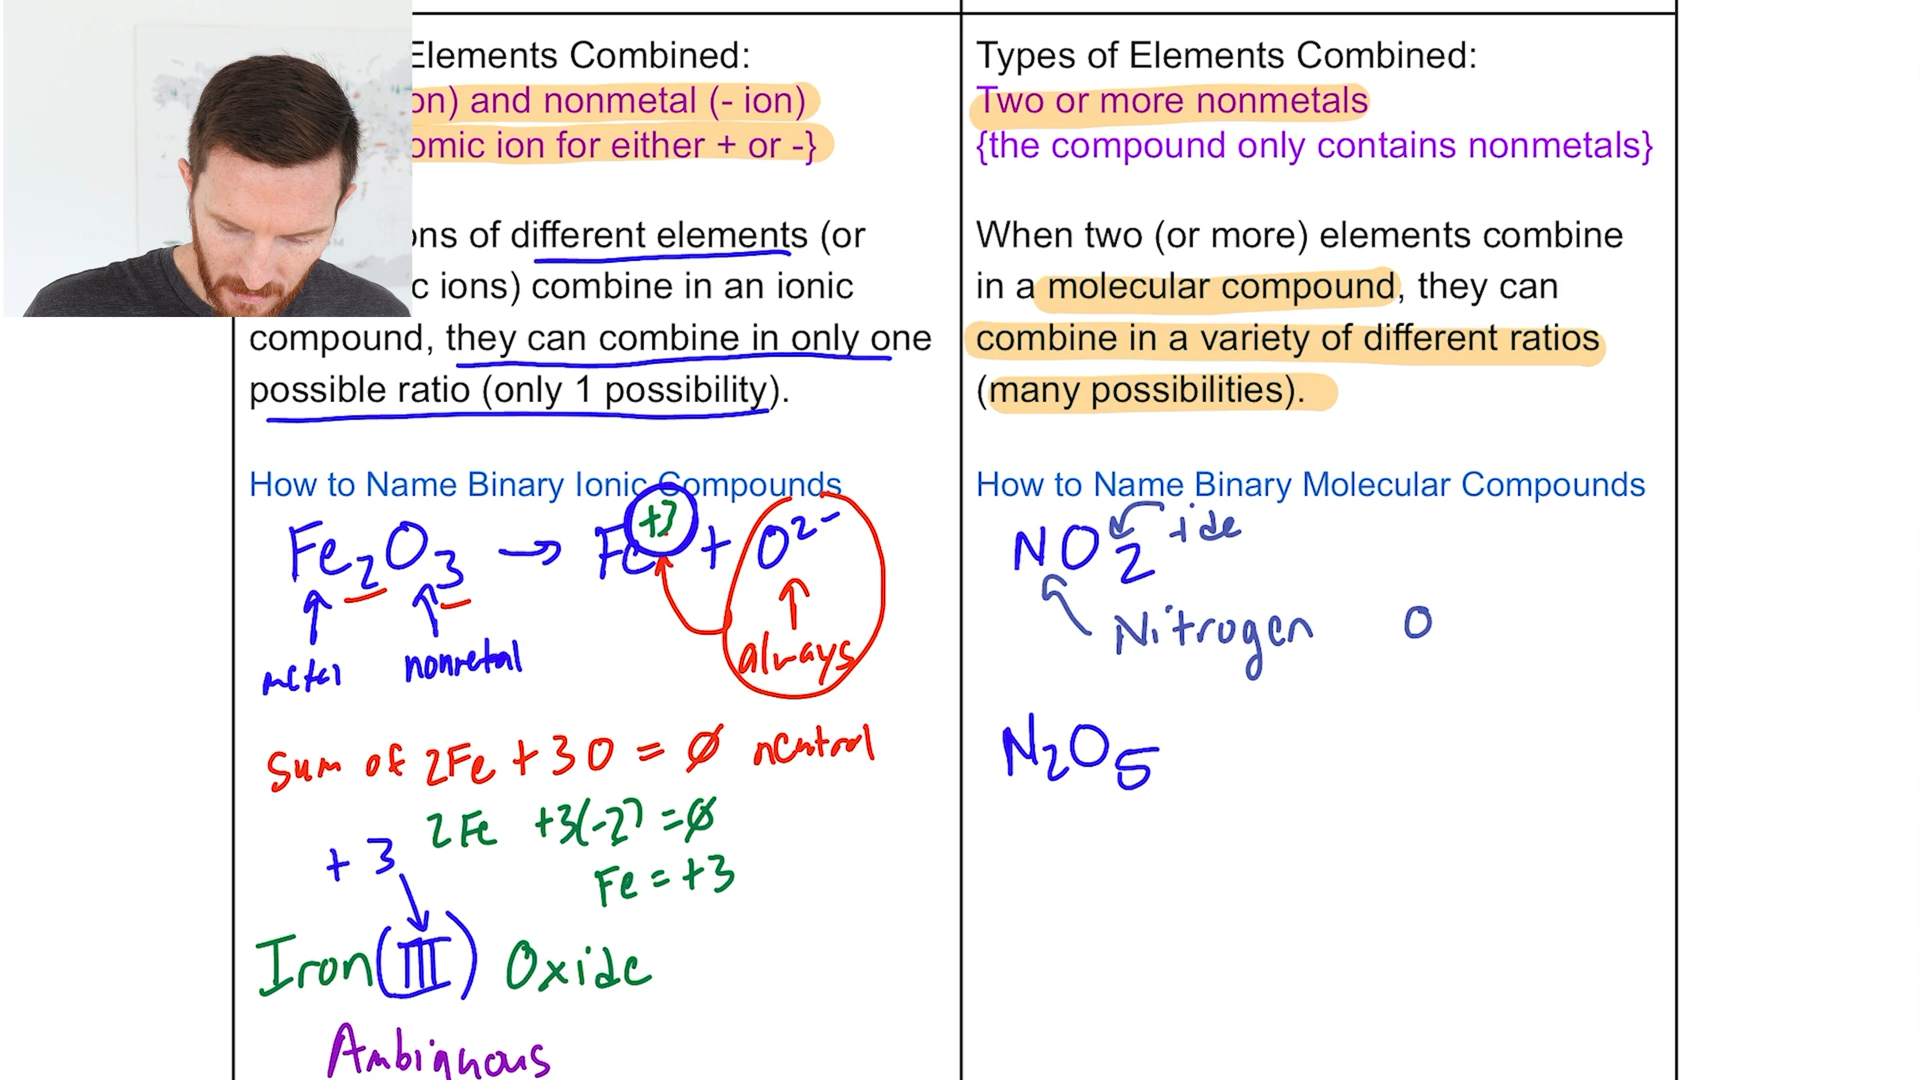 Elements Combined:
on) and nonmetal (- ion)
omic ion for either + or -}
ons of different elements (or
c ions) combine in an ionic
compound, they can combine in only one
possible ratio (only 1 possibility).
How to Name Binary Ionic Compounds
Fe2O3 → Fe +3 + O2-
metal nonmetal always
Sum of 2Fe + 3O = Ø neutral
2Fe +3(-2) = Ø
+3
Fe = +3
Iron (III) Oxide
Ambiguous
Types of Elements Combined:
Two or more nonmetals
{the compound only contains nonmetals}
When two (or more) elements combine
in a molecular compound, they can
combine in a variety of different ratios
(many possibilities).
How to Name Binary Molecular Compounds
NO2 + ide
Nitrogen O
N2O5